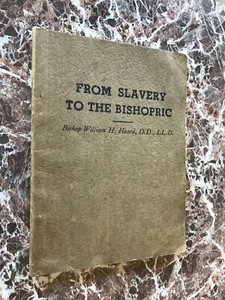 FROM SLAVERY
TO THE BISHOPRIC
Bishop William H. Heard, D.D., LL.D.